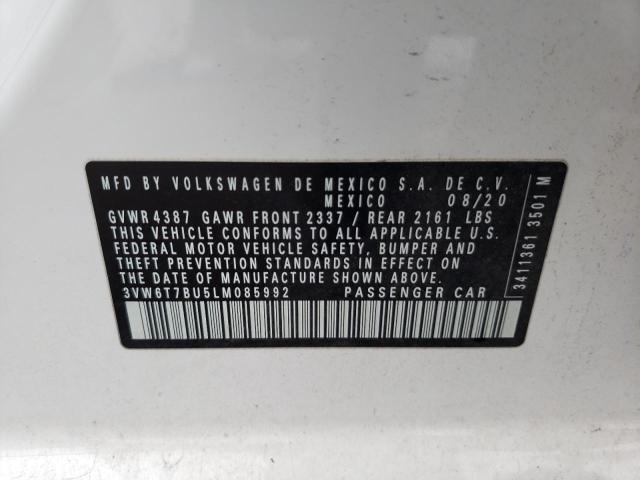 MFD BY VOLKSWAGEN DE MEXICO S.A. DE C.V.
MEXICO 08/20
GVWR 4387 GAWR FRONT 2337 / REAR 2161 LBS
THIS VEHICLE CONFORMS TO ALL APPLICABLE U.S.
FEDERAL MOTOR VEHICLE SAFETY, BUMPER AND
THEFT PREVENTION STANDARDS IN EFFECT ON
THE DATE OF MANUFACTURE SHOWN ABOVE.
3VW6T7BU5LM085992 PASSENGER CAR
3411361 3501 M